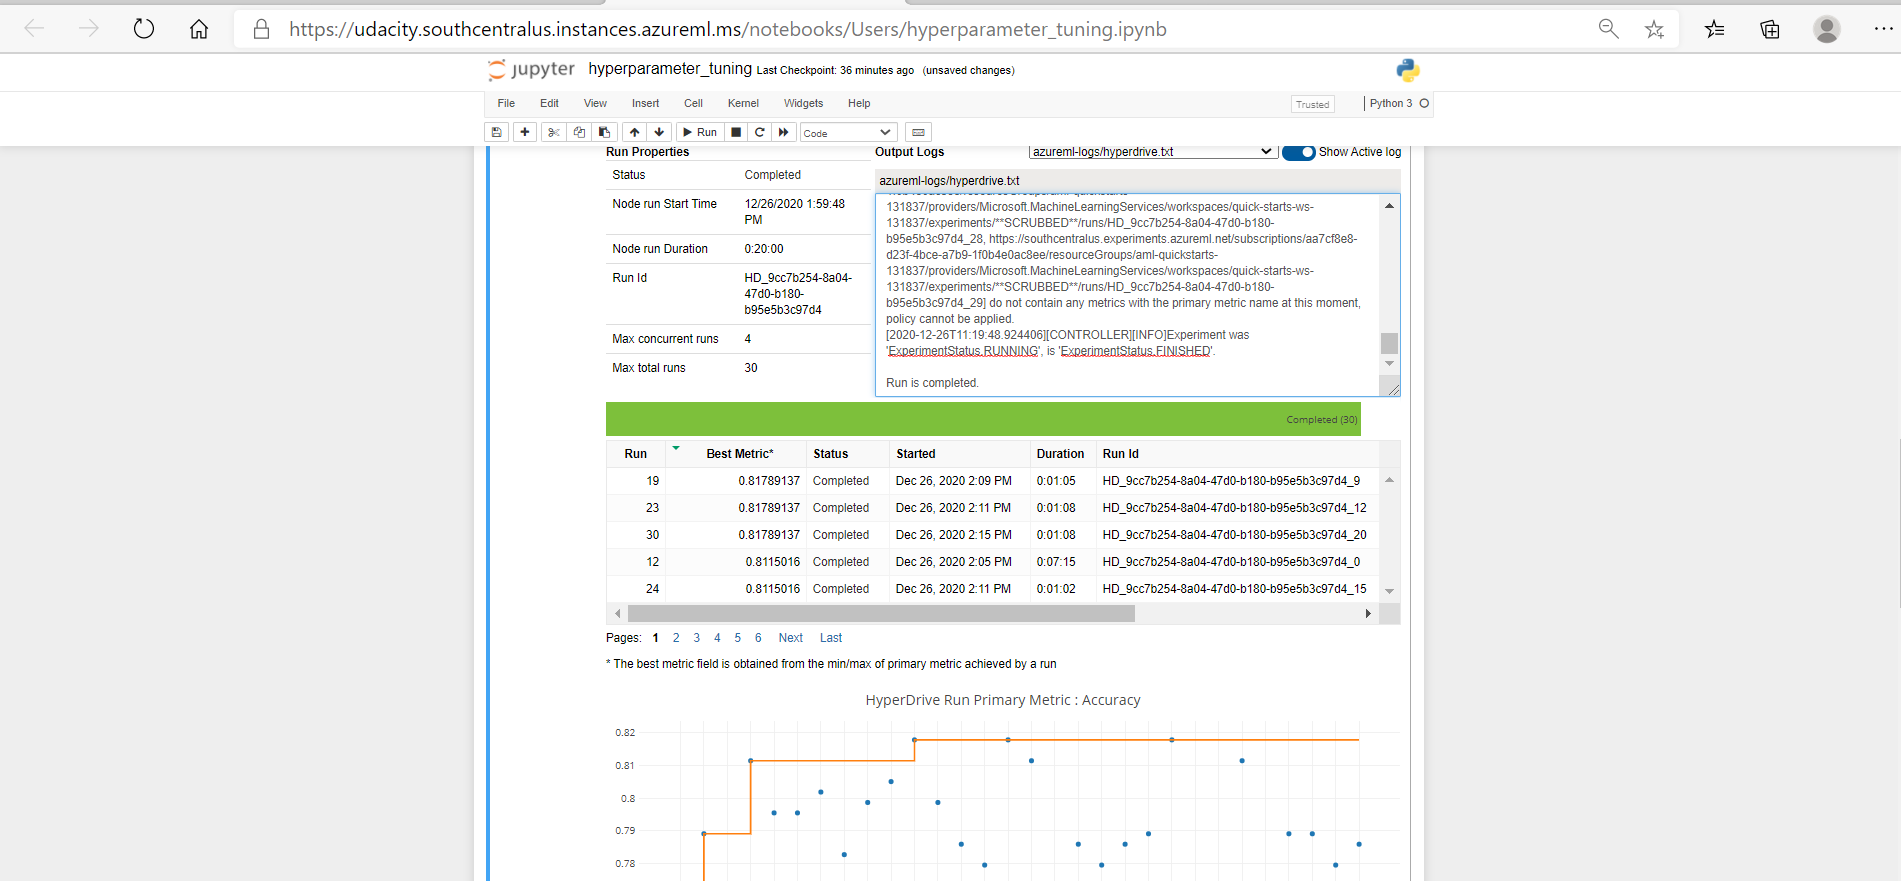 https://udacity.southcentralus.instances.azureml.ms/notebooks/Users/hyperparameter_tuning.ipynb
jupyter hyperparameter_tuning Last Checkpoint: 36 minutes ago (unsaved changes)
File Edit View Insert Cell Kernel Widgets Help Trusted Python 3
Run Code
Run Properties
Status Completed
Node run Start Time 12/26/2020 1:59:48
PM
Node run Duration 0:20:00
Run Id HD_9cc7b254-8a04-
47d0-b180-
b95e5b3c97d4
Max concurrent runs 4
Max total runs 30
Output Logs azureml-logs/hyperdrive.txt Show Active log
azureml-logs/hyperdrive.txt
131837/providers/Microsoft.MachineLearningServices/workspaces/quick-starts-ws-
131837/experiments/**SCRUBBED**/runs/HD_9cc7b254-8a04-47d0-b180-
b95e5b3c97d4_28, https://southcentralus.experiments.azureml.net/subscriptions/aa7cf8e8-
d23f-4bce-a7b9-1f0b4e0ac8ee/resourceGroups/aml-quickstarts-
131837/providers/Microsoft.MachineLearningServices/workspaces/quick-starts-ws-
131837/experiments/**SCRUBBED**/runs/HD_9cc7b254-8a04-47d0-b180-
b95e5b3c97d4_29] do not contain any metrics with the primary metric name at this moment,
policy cannot be applied.
[2020-12-26T11:19:48.924406][CONTROLLER][INFO]Experiment was
'ExperimentStatus.RUNNING', is 'ExperimentStatus.FINISHED'.
Run is completed.
Completed (30)
Run Best Metric* Status Started Duration Run Id
19 0.81789137 Completed Dec 26, 2020 2:09 PM 0:01:05 HD_9cc7b254-8a04-47d0-b180-b95e5b3c97d4_9
23 0.81789137 Completed Dec 26, 2020 2:11 PM 0:01:08 HD_9cc7b254-8a04-47d0-b180-b95e5b3c97d4_12
30 0.81789137 Completed Dec 26, 2020 2:15 PM 0:01:08 HD_9cc7b254-8a04-47d0-b180-b95e5b3c97d4_20
12 0.8115016 Completed Dec 26, 2020 2:05 PM 0:07:15 HD_9cc7b254-8a04-47d0-b180-b95e5b3c97d4_0
24 0.8115016 Completed Dec 26, 2020 2:11 PM 0:01:02 HD_9cc7b254-8a04-47d0-b180-b95e5b3c97d4_15
Pages: 1 2 3 4 5 6 Next Last
* The best metric field is obtained from the min/max of primary metric achieved by a run
HyperDrive Run Primary Metric : Accuracy
0.82
0.81
0.8
0.79
0.78